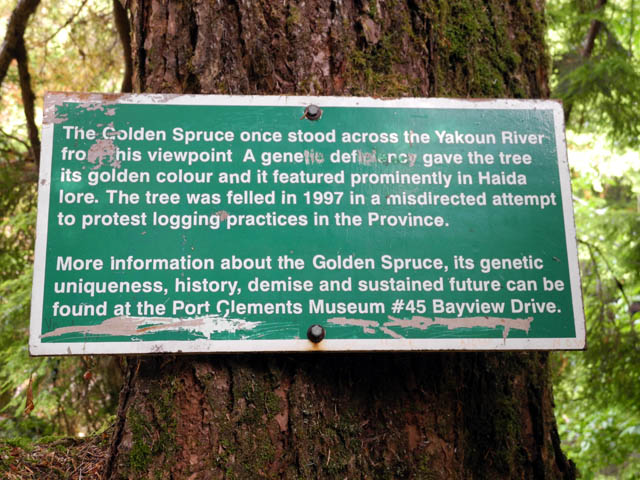 The Golden Spruce once stood across the Yakoun River
from this viewpoint A genetic deficiency gave the tree
its golden colour and it featured prominently in Haida
lore. The tree was felled in 1997 in a misdirected attempt
to protest logging practices in the Province.
More information about the Golden Spruce, its genetic
uniqueness, history, demise and sustained future can be
found at the Port Clements Museum #45 Bayview Drive.